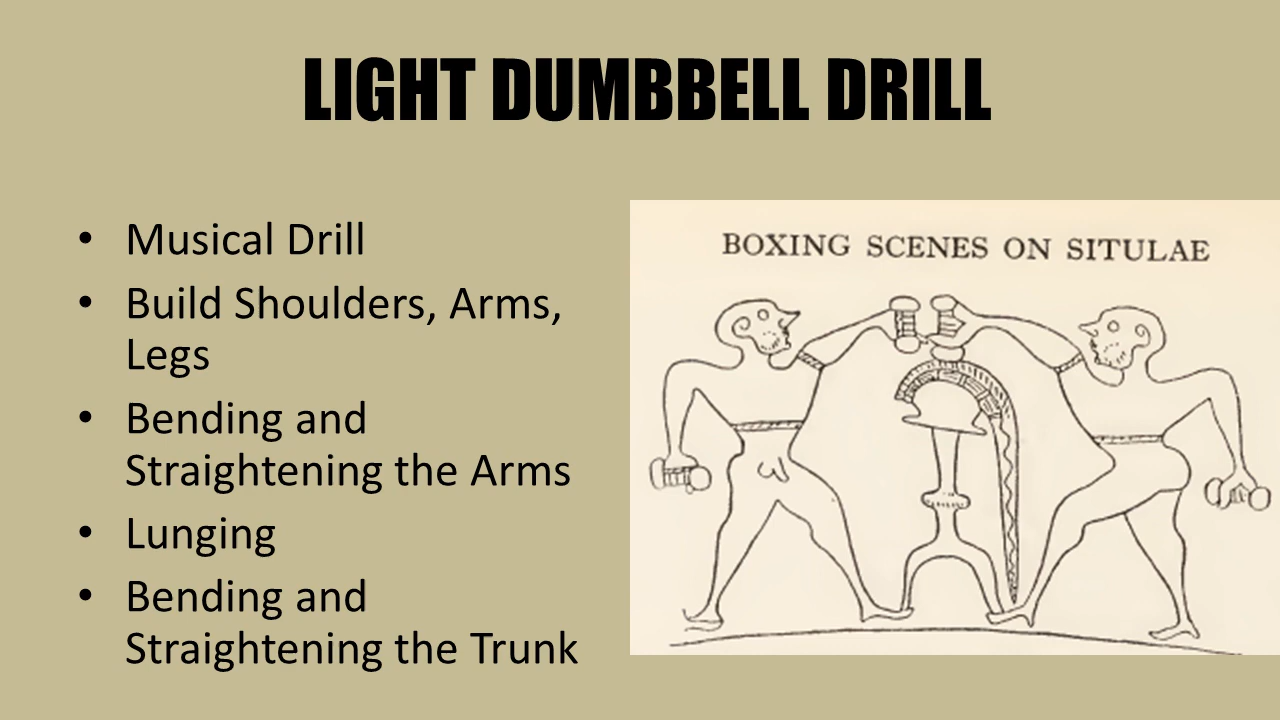 LIGHT DUMBBELL DRILL
• Musical Drill
• Build Shoulders, Arms,
Legs
• Bending and
Straightening the Arms
• Lunging
• Bending and
Straightening the Trunk
BOXING SCENES ON SITULAE